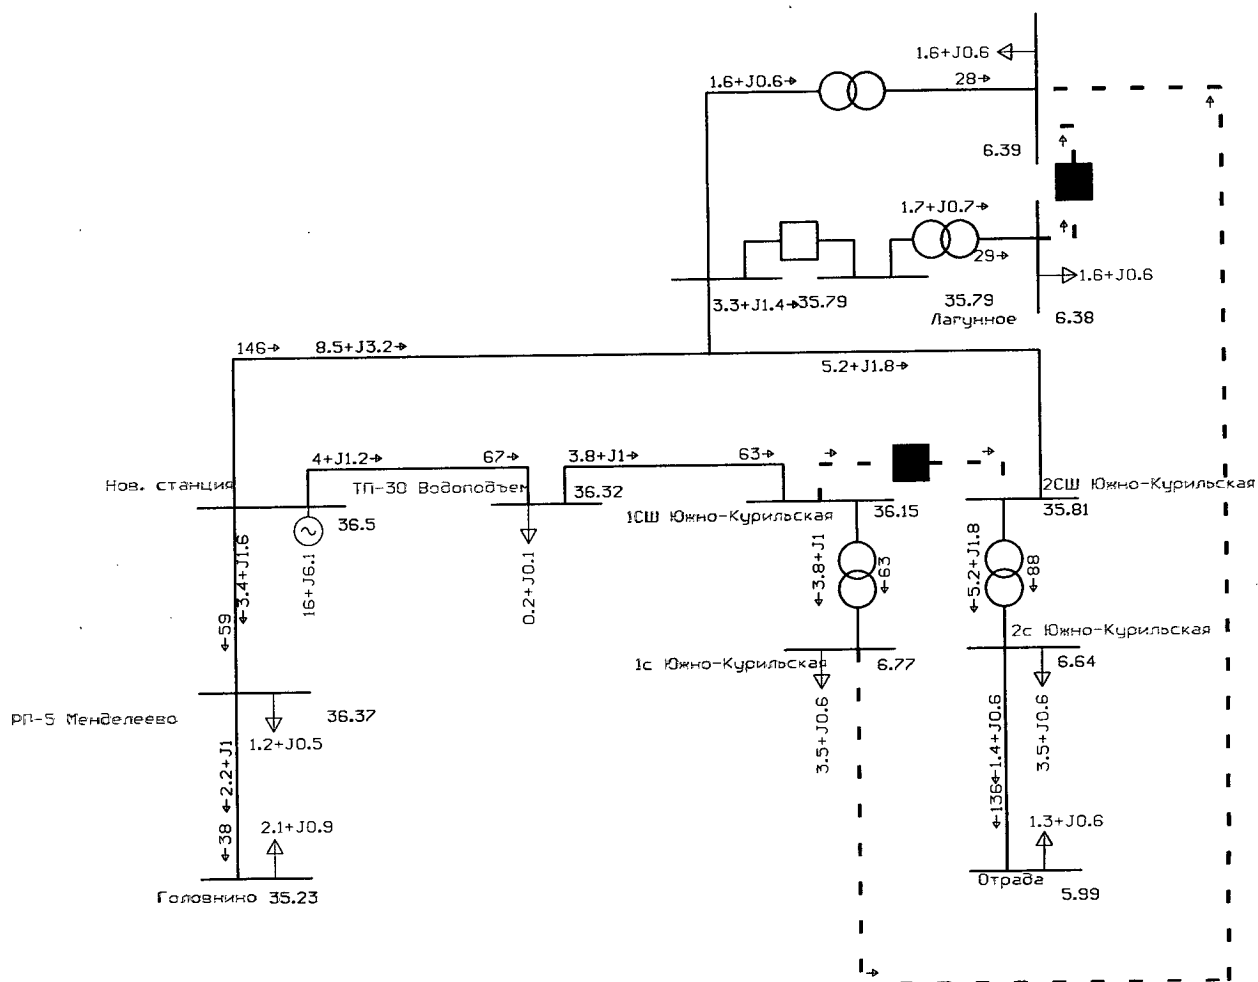 1.6+J0.6
1.6+J0.6
28
6.39
1.7+J0.7
29
1.6+J0.6
3.3+J1.4
35.79
35.79
Лагунное
6.38
146
8.5+J3.2
5.2+J1.8
4+J1.2
67
3.8+J1
63
Нов. станция
ТП-30 Водоподъем
36.32
2СШ Южно-Курильская
36.5
1СШ Южно-Курильская
36.15
35.81
3.4+J1.6
16+J6.1
0.2+J0.1
3.8+J1
63
5.2+J1.8
88
59
2с Южно-Курильская
1с Южно-Курильская
6.77
6.64
РП-5 Менделеево
36.37
1.2+J0.5
3.5+J0.6
1.4+J0.6
3.5+J0.6
2.2+J1
136
38
2.1+J0.9
1.3+J0.6
Головнино 35.23
Отрада
5.99